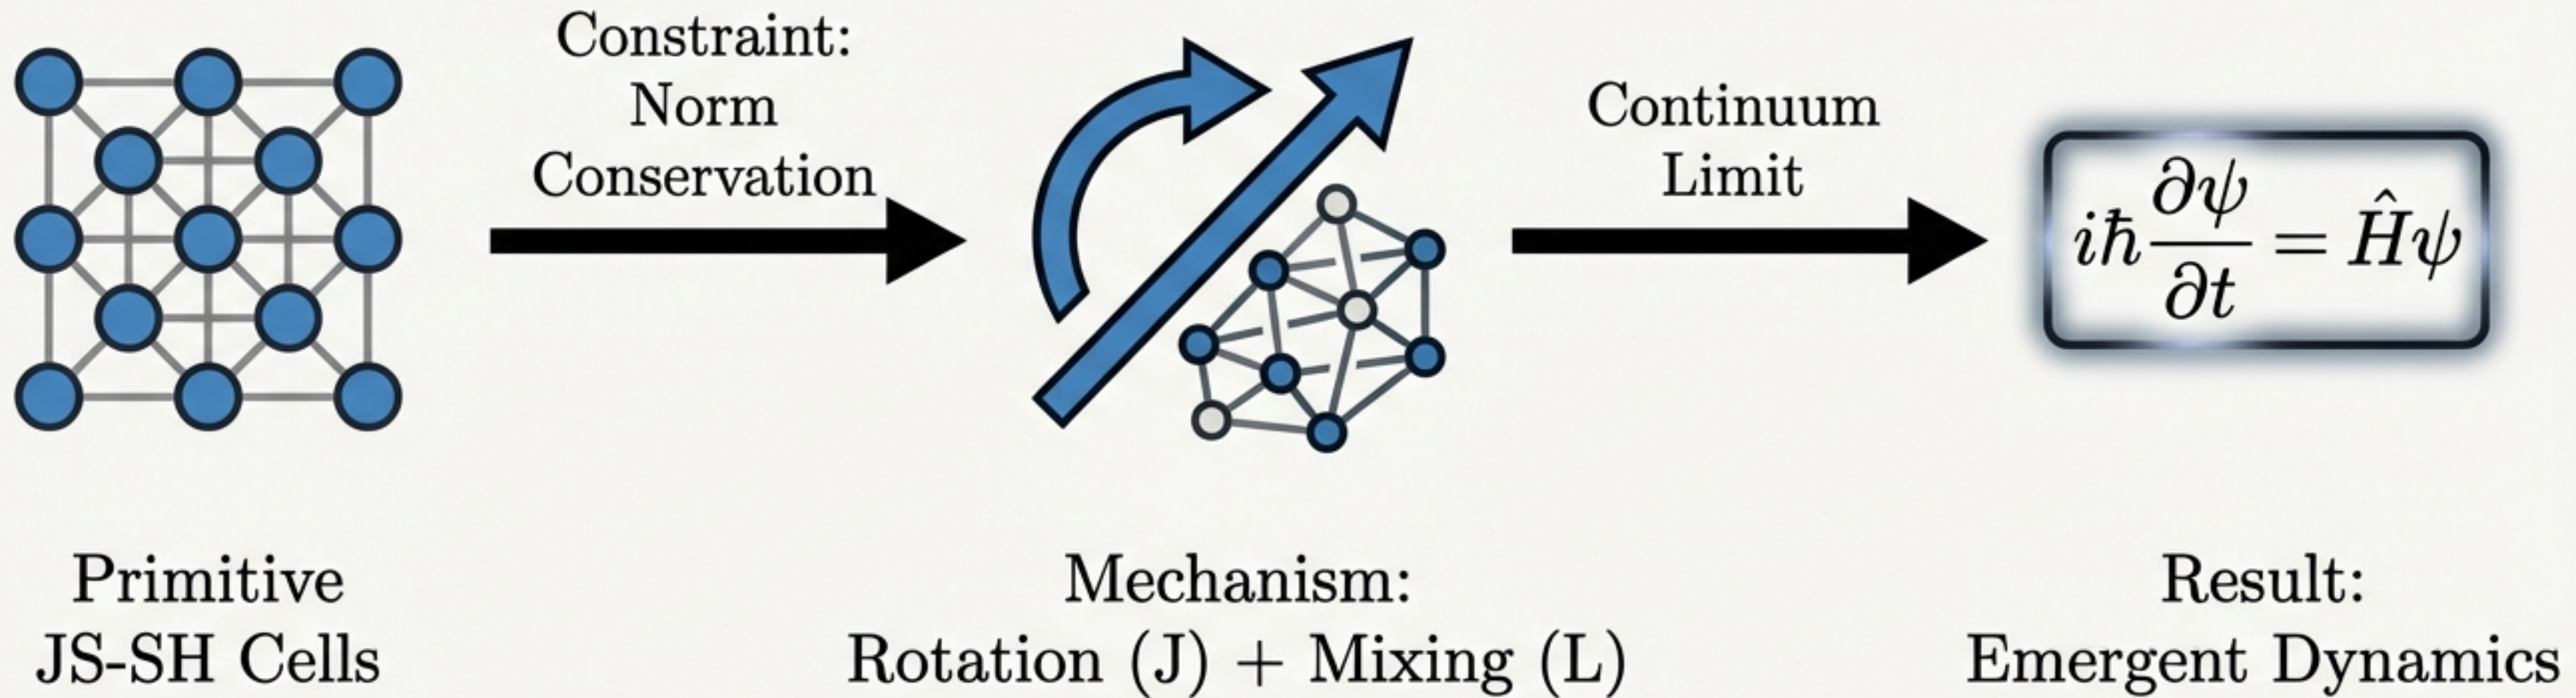 Constraint:
Norm
Conservation
Continuum
Limit
iħ ∂ψ/∂t = Ĥψ
Primitive
JS-SH Cells
Mechanism:
Rotation (J) + Mixing (L)
Result:
Emergent Dynamics